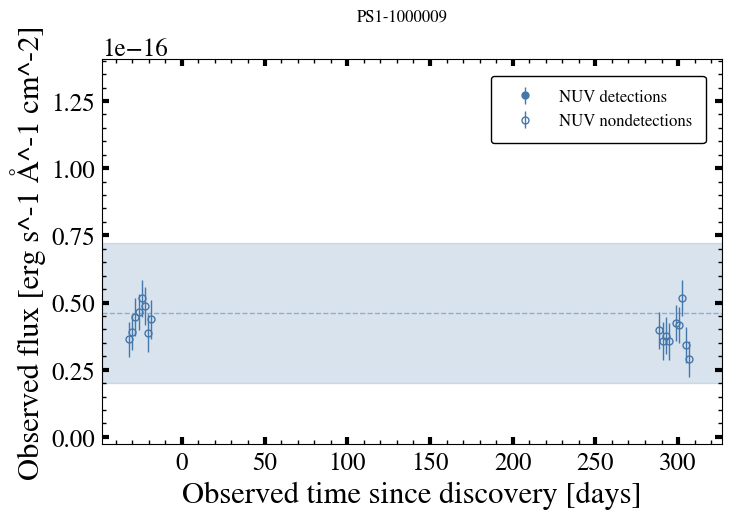 PS1-1000009
1e−16
Observed flux [erg s^-1 Å^-1 cm^-2]
1.25
1.00
0.75
0.50
0.25
0.00
NUV detections
NUV nondetections
0 50 100 150 200 250 300
Observed time since discovery [days]